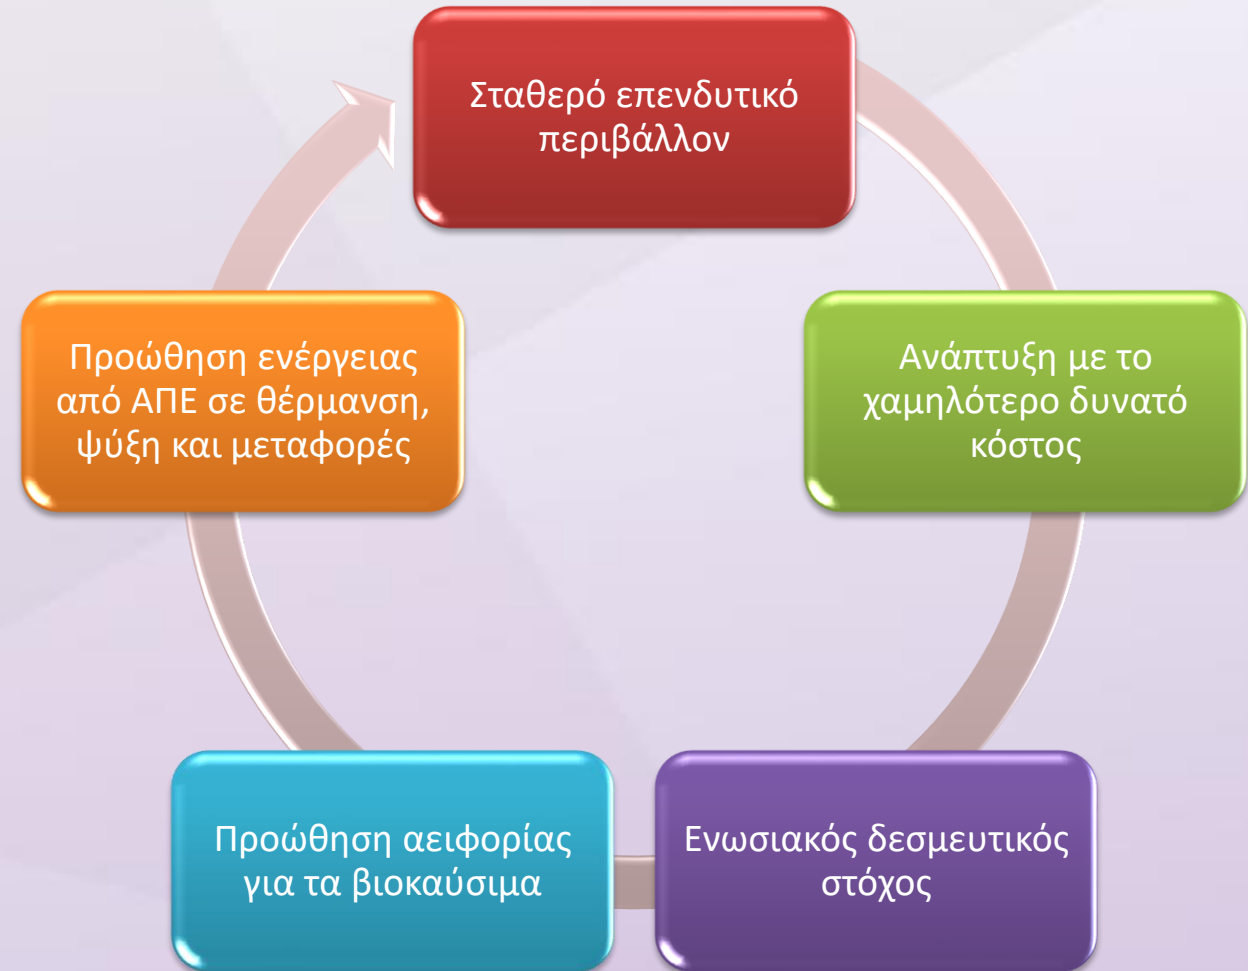 Σταθερό επενδυτικό
περιβάλλον
Ανάπτυξη με το
χαμηλότερο δυνατό
κόστος
Ενωσιακός δεσμευτικός
στόχος
Προώθηση αειφορίας
για τα βιοκαύσιμα
Προώθηση ενέργειας
από ΑΠΕ σε θέρμανση,
ψύξη και μεταφορές